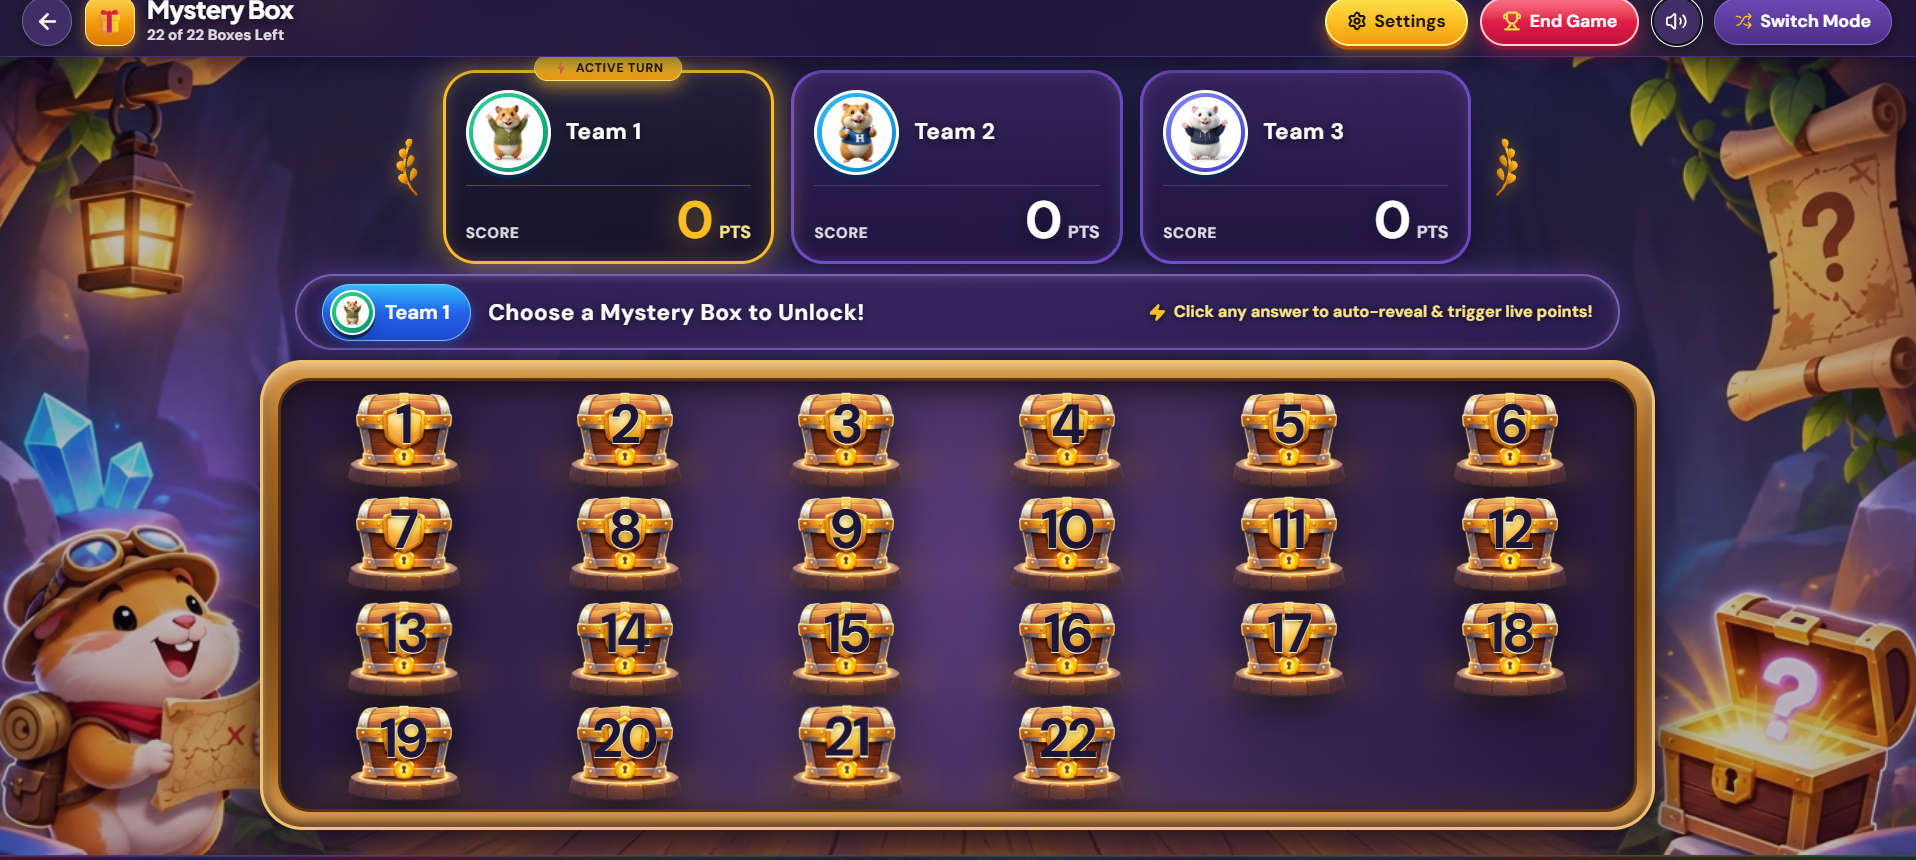 Mystery Box
22 of 22 Boxes Left
Settings
End Game
Switch Mode
ACTIVE TURN
Team 1
SCORE
0 PTS
Team 2
H
SCORE
0 PTS
Team 3
SCORE
0 PTS
Team 1
Choose a Mystery Box to Unlock!
Click any answer to auto-reveal & trigger live points!
1 2 3 4 5 6
7 8 9 10 11 12
13 14 15 16 17 18
19 20 21 22
?
?
X